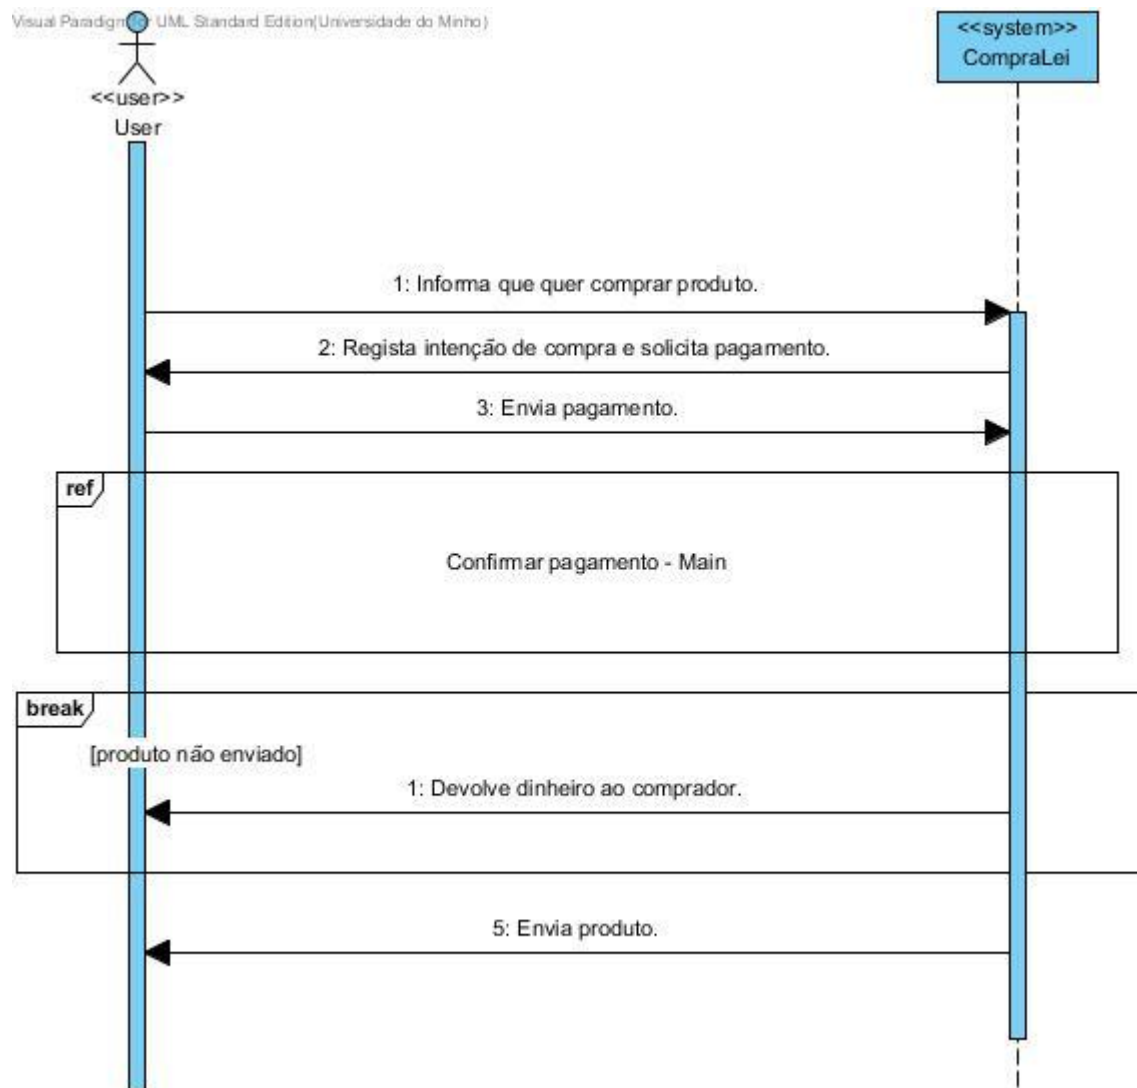 Visual Paradigm for UML Standard Edition(Universidade do Minho)
<<user>>
User
<<system>>
CompraLei
1: Informa que quer comprar produto.
2: Regista intenção de compra e solicita pagamento.
3: Envia pagamento.
ref
Confirmar pagamento - Main
break
[produto não enviado]
1: Devolve dinheiro ao comprador.
5: Envia produto.